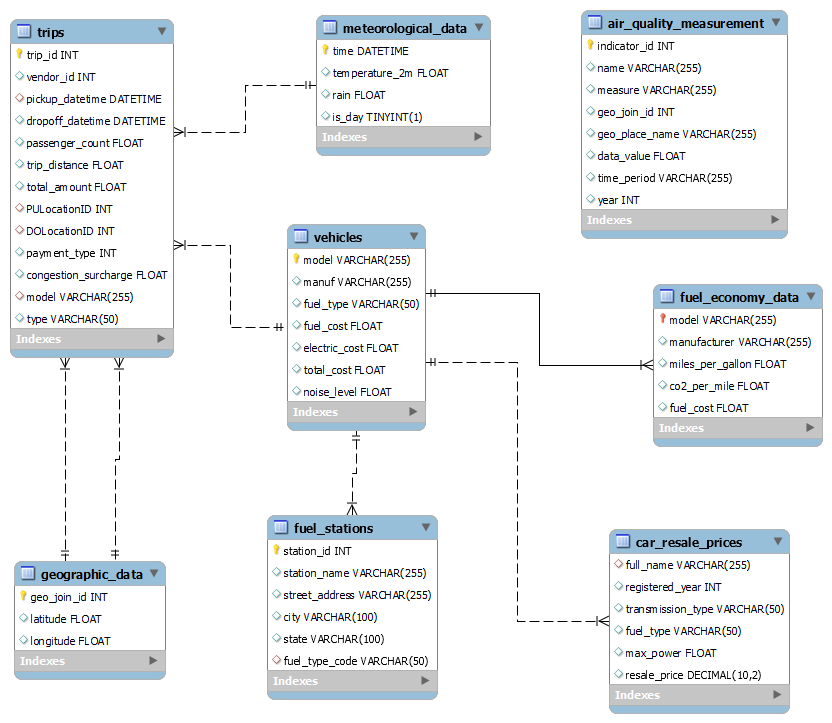 trips
trip_id INT
vendor_id INT
pickup_datetime DATETIME
dropoff_datetime DATETIME
passenger_count FLOAT
trip_distance FLOAT
total_amount FLOAT
PULocationID INT
DOLocationID INT
payment_type INT
congestion_surcharge FLOAT
model VARCHAR(255)
type VARCHAR(50)
Indexes
meteorological_data
time DATETIME
temperature_2m FLOAT
rain FLOAT
is_day TINYINT(1)
Indexes
air_quality_measurement
indicator_id INT
name VARCHAR(255)
measure VARCHAR(255)
geo_join_id INT
geo_place_name VARCHAR(255)
data_value FLOAT
time_period VARCHAR(255)
year INT
Indexes
vehicles
model VARCHAR(255)
manuf VARCHAR(255)
fuel_type VARCHAR(50)
fuel_cost FLOAT
electric_cost FLOAT
total_cost FLOAT
noise_level FLOAT
Indexes
fuel_economy_data
model VARCHAR(255)
manufacturer VARCHAR(255)
miles_per_gallon FLOAT
co2_per_mile FLOAT
fuel_cost FLOAT
Indexes
geographic_data
geo_join_id INT
latitude FLOAT
longitude FLOAT
Indexes
fuel_stations
station_id INT
station_name VARCHAR(255)
street_address VARCHAR(255)
city VARCHAR(100)
state VARCHAR(100)
fuel_type_code VARCHAR(50)
Indexes
car_resale_prices
full_name VARCHAR(255)
registered_year INT
transmission_type VARCHAR(50)
fuel_type VARCHAR(50)
max_power FLOAT
resale_price DECIMAL(10,2)
Indexes